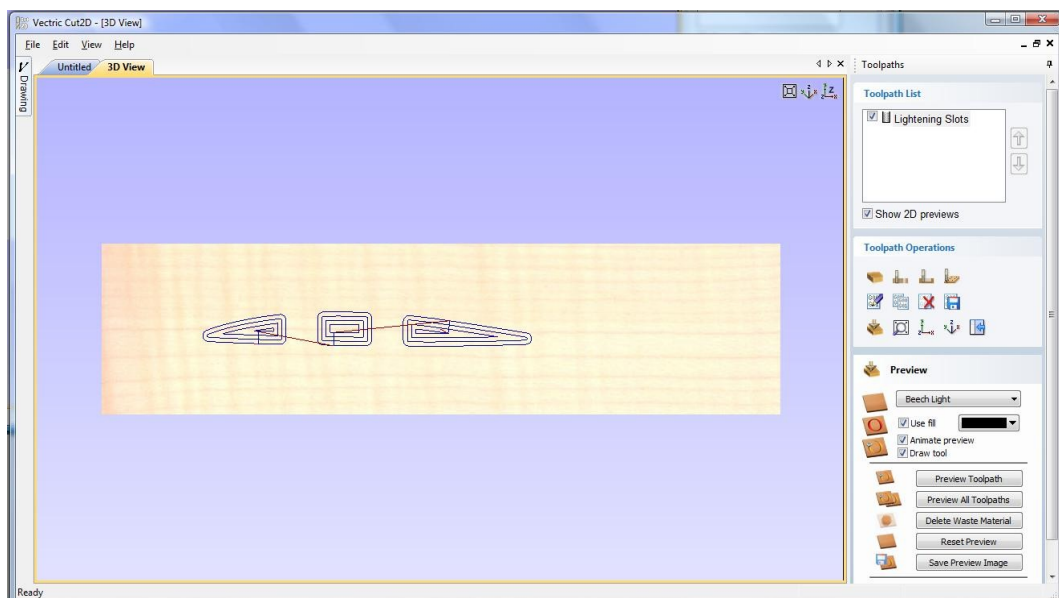 Vectric Cut2D - [3D View]
File Edit View Help
Drawing
Untitled 3D View
Toolpaths
Toolpath List
Lightening Slots
Show 2D previews
Toolpath Operations
Preview
Beech Light
Use fill
Animate preview
Draw tool
Preview Toolpath
Preview All Toolpaths
Delete Waste Material
Reset Preview
Save Preview Image
Ready